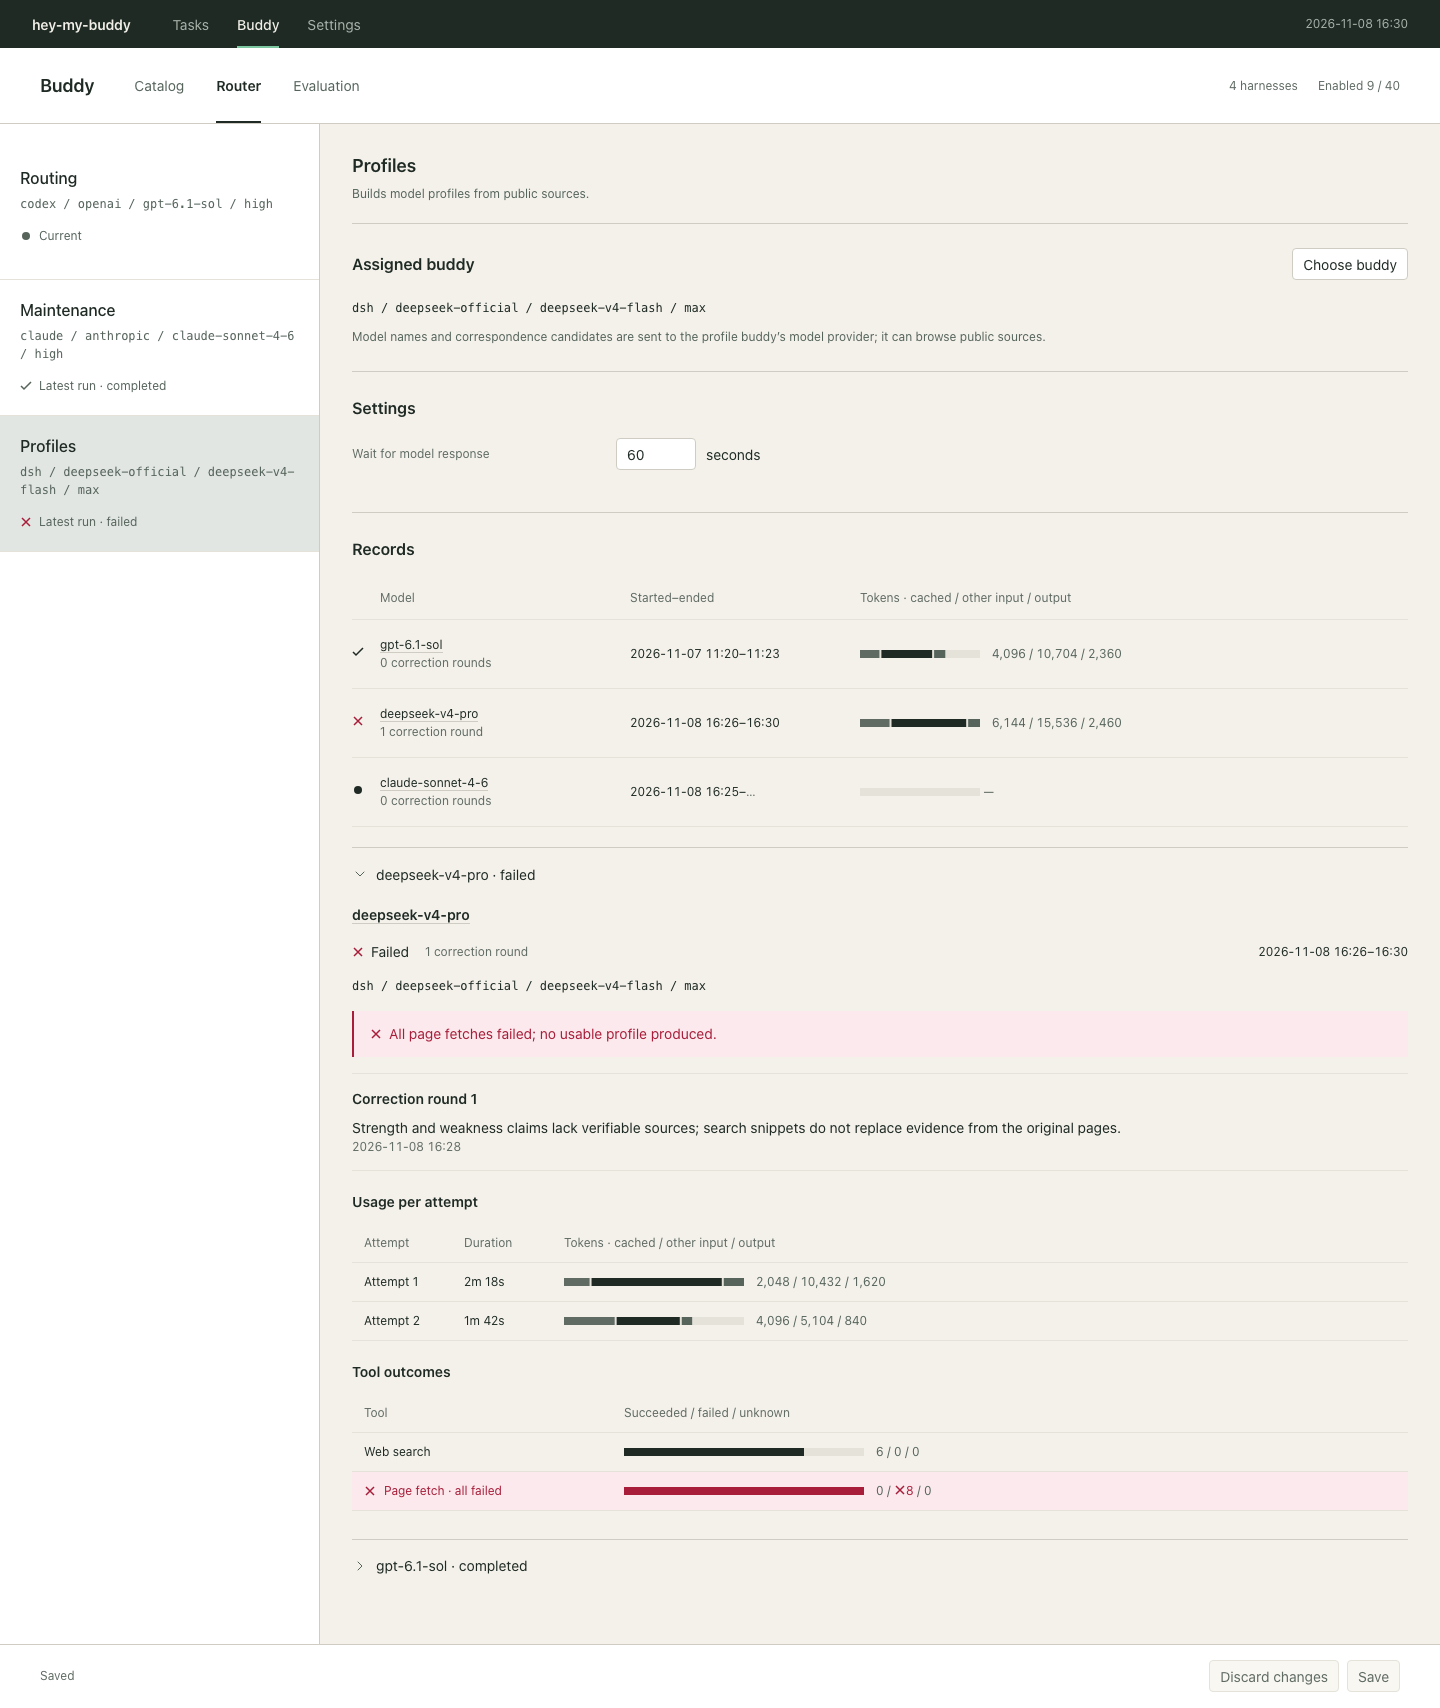 hey-my-buddy
Tasks
Buddy
Settings
2026-11-08 16:30
Buddy
Catalog
Router
Evaluation
4 harnesses
Enabled 9 / 40
Routing
codex / openai / gpt-6.1-sol / high
Current
Maintenance
claude / anthropic / claude-sonnet-4-6
/ high
Latest run · completed
Profiles
dsh / deepseek-official / deepseek-v4-
flash / max
Latest run · failed
Profiles
Builds model profiles from public sources.
Assigned buddy
Choose buddy
dsh / deepseek-official / deepseek-v4-flash / max
Model names and correspondence candidates are sent to the profile buddy's model provider; it can browse public sources.
Settings
Wait for model response
60
seconds
Records
Model
Started–ended
Tokens · cached / other input / output
gpt-6.1-sol
0 correction rounds
2026-11-07 11:20–11:23
4,096 / 10,704 / 2,360
deepseek-v4-pro
1 correction round
2026-11-08 16:26–16:30
6,144 / 15,536 / 2,460
claude-sonnet-4-6
0 correction rounds
2026-11-08 16:25–...
—
deepseek-v4-pro · failed
deepseek-v4-pro
Failed
1 correction round
2026-11-08 16:26–16:30
dsh / deepseek-official / deepseek-v4-flash / max
All page fetches failed; no usable profile produced.
Correction round 1
Strength and weakness claims lack verifiable sources; search snippets do not replace evidence from the original pages.
2026-11-08 16:28
Usage per attempt
Attempt
Duration
Tokens · cached / other input / output
Attempt 1
2m 18s
2,048 / 10,432 / 1,620
Attempt 2
1m 42s
4,096 / 5,104 / 840
Tool outcomes
Tool
Succeeded / failed / unknown
Web search
6 / 0 / 0
Page fetch · all failed
0 / ✕8 / 0
gpt-6.1-sol · completed
Saved
Discard changes
Save